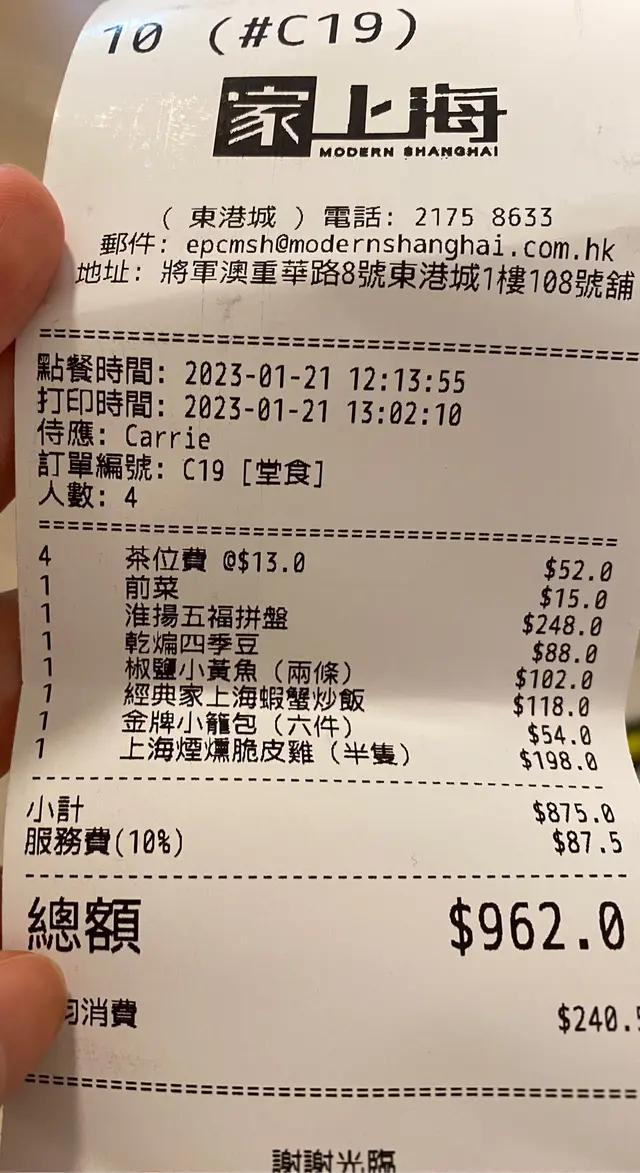 10 (#C19)
家上海
MODERN SHANGHAI
( 東港城 ) 電話: 2175 8633
郵件: epcmsh@modernshanghai.com.hk
地址: 將軍澳重華路8號東港城1樓108號舖
點餐時間: 2023-01-21 12:13:55
打印時間: 2023-01-21 13:02:10
侍應: Carrie
訂單編號: C19 [堂食]
人數: 4
4 茶位費 @$13.0 $52.0
1 前菜 $15.0
1 淮揚五福拼盤 $248.0
1 乾煸四季豆 $88.0
1 椒鹽小黃魚 (兩條) $102.0
1 經典家上海蝦蟹炒飯 $118.0
1 金牌小籠包 (六件) $54.0
1 上海煙燻脆皮雞 (半隻) $198.0
小計 $875.0
服務費(10%) $87.5
總額 $962.0
均消費 $240.5
謝謝光臨